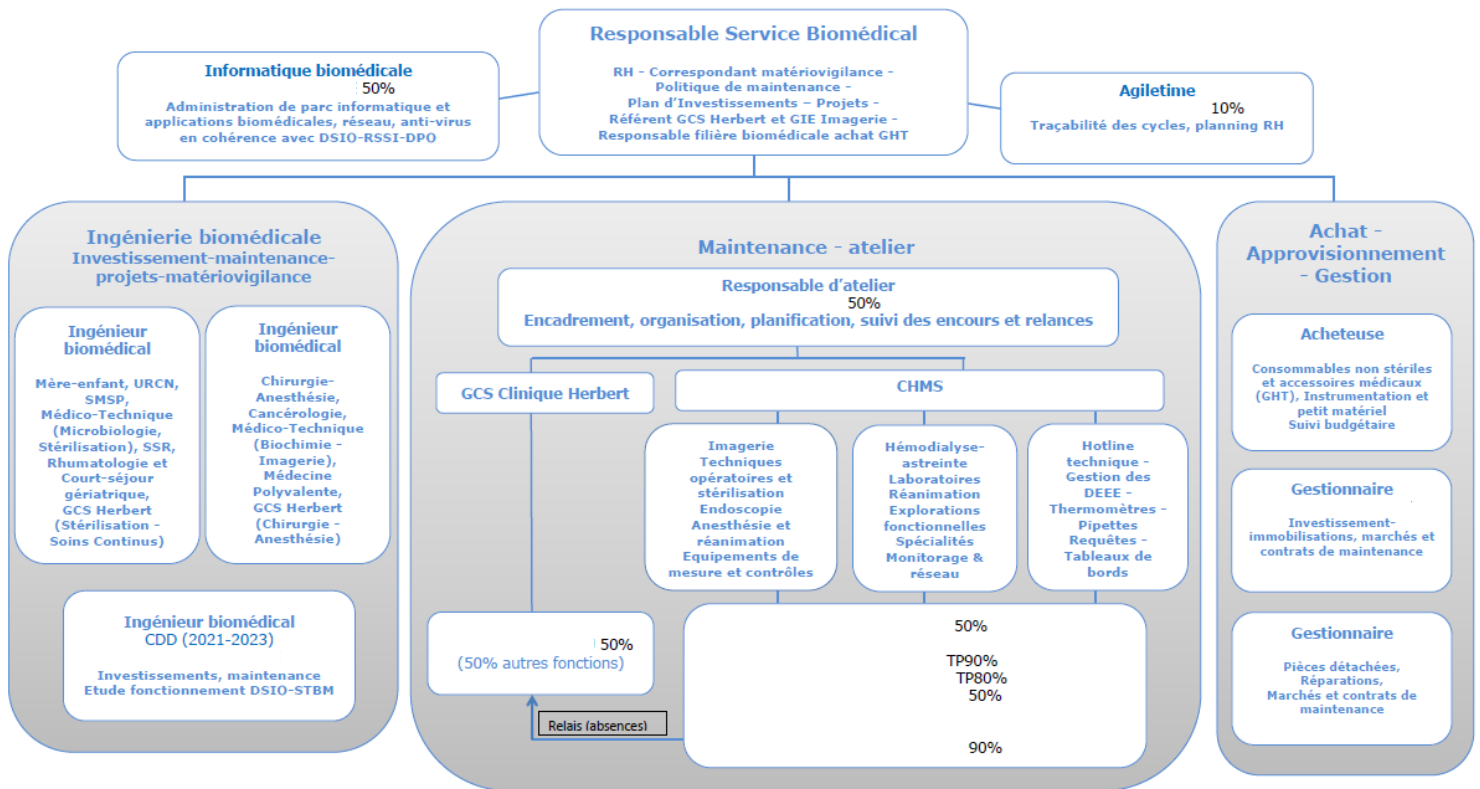 Responsable Service Biomédical
RH - Correspondant matériovigilance -
Politique de maintenance -
Plan d'Investissements – Projets -
Référent GCS Herbert et GIE Imagerie -
Responsable filière biomédicale achat GHT
Informatique biomédicale
50%
Administration de parc informatique et
applications biomédicales, réseau, anti-virus
en cohérence avec DSIO-RSSI-DPO
Agiletime
10%
Traçabilité des cycles, planning RH
Ingénierie biomédicale
Investissement-maintenance-
projets-matériovigilance
Ingénieur
biomédical
Mère-enfant, URCN,
SMSP,
Médico-Technique
(Microbiologie,
Stérilisation), SSR,
Rhumatologie et
Court-séjour
gériatrique,
GCS Herbert
(Stérilisation -
Soins Continus)
Ingénieur
biomédical
Chirurgie-
Anesthésie,
Cancérologie,
Médico-Technique
(Biochimie -
Imagerie),
Médecine
Polyvalente,
GCS Herbert
(Chirurgie -
Anesthésie)
Ingénieur biomédical
CDD (2021-2023)
Investissements, maintenance
Etude fonctionnement DSIO-STBM
Maintenance - atelier
Responsable d'atelier
50%
Encadrement, organisation, planification, suivi des encours et relances
GCS Clinique Herbert
CHMS
Imagerie
Techniques
opératoires et
stérilisation
Endoscopie
Anesthésie et
réanimation
Equipements de
mesure et contrôles
Hémodialyse-
astreinte
Laboratoires
Réanimation
Explorations
fonctionnelles
Spécialités
Monitorage &
réseau
Hotline
technique -
Gestion des
DEEE -
Thermomètres -
Pipettes
Requêtes -
Tableaux de
bords
50%
(50% autres fonctions)
50%
TP90%
TP80%
50%
90%
Relais (absences)
Achat -
Approvisionnement
- Gestion
Acheteuse
Consommables non stériles
et accessoires médicaux
(GHT), Instrumentation et
petit matériel
Suivi budgétaire
Gestionnaire
Investissement-
immobilisations, marchés et
contrats de maintenance
Gestionnaire
Pièces détachées,
Réparations,
Marchés et contrats de
maintenance